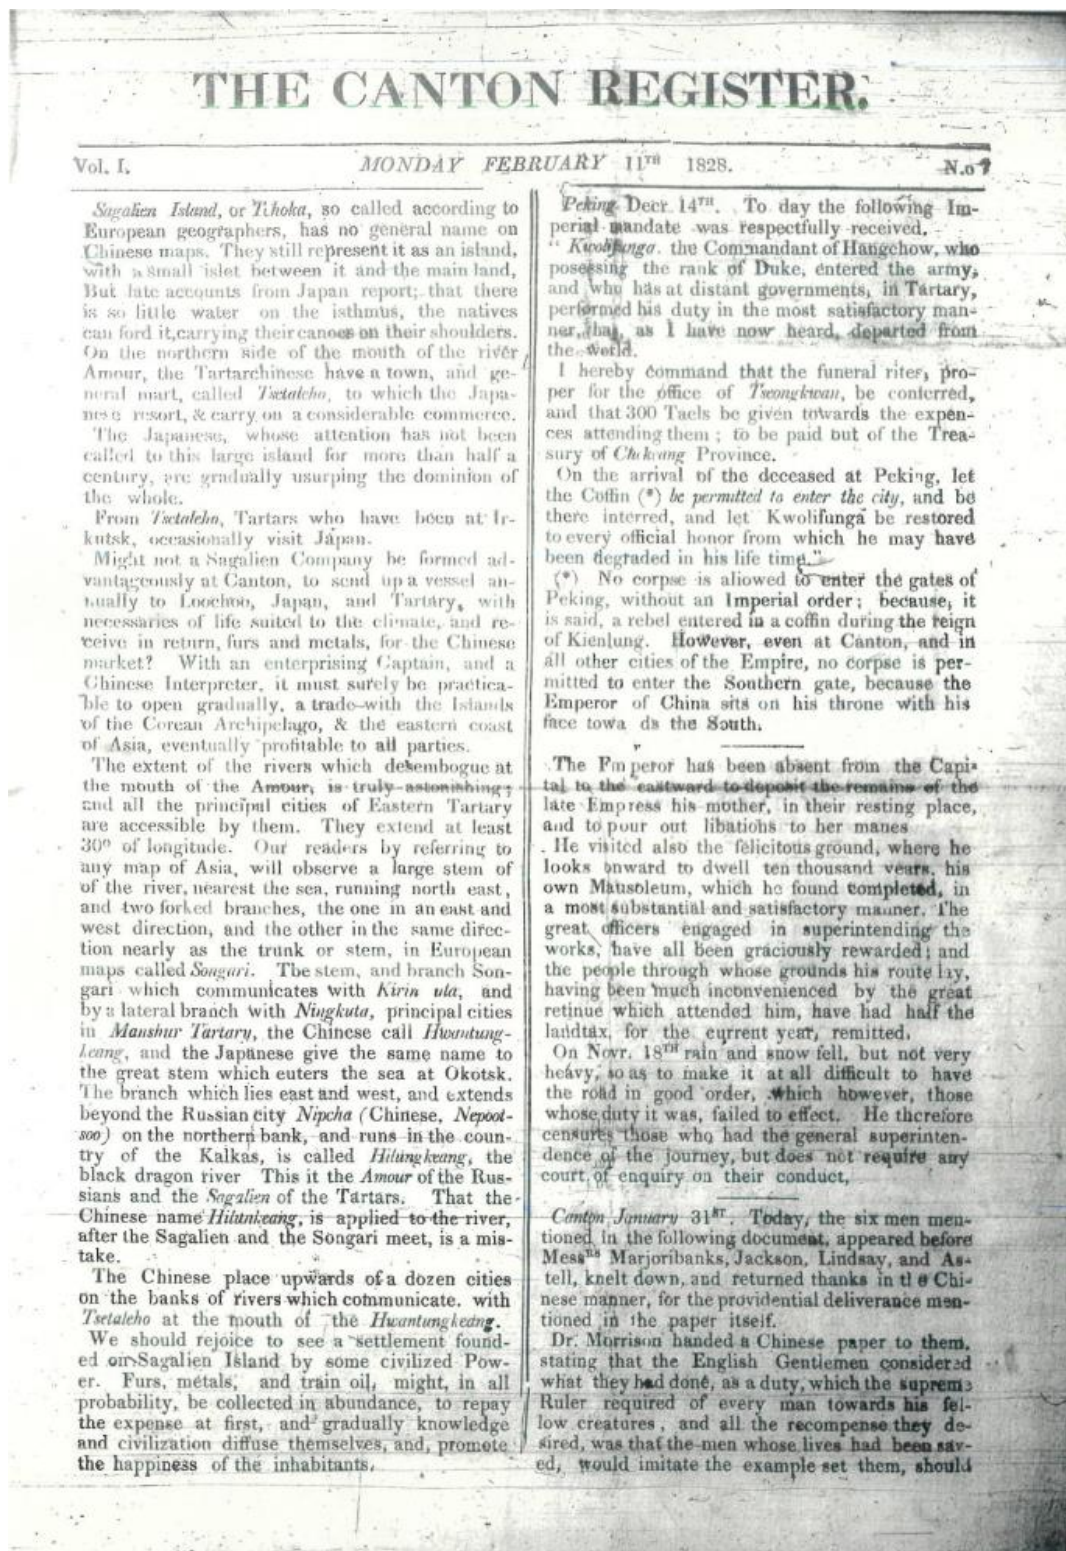 THE CANTON REGISTER.
Vol. I.
MONDAY FEBRUARY 11TH 1828.
N.o 7
Sagalien Island, or Tihoka, so called according to
European geographers, has no general name on
Chinese maps. They still represent it as an island,
with a small islet between it and the main land,
But late accounts from Japan report; that there
is so little water on the isthmus, the natives
can ford it,carrying their canoes on their shoulders.
On the northern side of the mouth of the river
Amour, the Tartarchinese have a town, and ge-
neral mart, called Tsetaleho, to which the Japa-
nese resort, & carry on a considerable commerce.
The Japanese, whose attention has not been
called to this large island for more than half a
century, are gradually usurping the dominion of
the whole.
From Tsetaleho, Tartars who have been at Ir-
kutsk, occasionally visit Japan.
Might not a Sagalien Company be formed ad-
vantageously at Canton, to send up a vessel an-
nually to Loochoo, Japan, and Tartary, with
necessaries of life suited to the climate, and re-
ceive in return, furs and metals, for the Chinese
market? With an enterprising Captain, and a
Chinese Interpreter, it must surely be practica-
ble to open gradually, a trade with the Islands
of the Corean Archipelago, & the eastern coast
of Asia, eventually profitable to all parties.
The extent of the rivers which desembogue at
the mouth of the Amour, is truly astonishing;
and all the principal cities of Eastern Tartary
are accessible by them. They extend at least
30° of longitude. Our readers by referring to
any map of Asia, will observe a large stem of
of the river, nearest the sea, running north east,
and two forked branches, the one in an east and
west direction, and the other in the same direc-
tion nearly as the trunk or stem, in European
maps called Songari. Tbe stem, and branch Son-
gari which communicates with Kirin ula, and
by a lateral branch with Ningkuta, principal cities
in Manshur Tartary, the Chinese call Hwantung-
keang, and the Japanese give the same name to
the great stem which euters the sea at Okotsk.
The branch which lies east and west, and extends
beyond the Russian city Nipcha (Chinese, Nepoot-
soo) on the northern bank, and runs in the coun-
try of the Kalkas, is called Hilungkeang, the
black dragon river This it the Amour of the Rus-
sians and the Sagalien of the Tartars. That the
Chinese name Hilunkeang, is applied to the river,
after the Sagalien and the Songari meet, is a mis-
take.
The Chinese place upwards of a dozen cities
on the banks of rivers which communicate. with
Tsetaleho at the mouth of the Hwantungkeang.
We should rejoice to see a settlement found-
ed on Sagalien Island by some civilized Pow-
er. Furs, metals, and train oil, might, in all
probability, be collected in abundance, to repay
the expense at first, and gradually knowledge
and civilization diffuse themselves, and, promote
the happiness of the inhabitants.
Peking Decr. 14TH. To day the following Im-
perial mandate was respectfully received.
" Kwolifunga. the Commandant of Hangchow, who
posessing the rank of Duke, entered the army,
and who has at distant governments, in Tartary,
performed his duty in the most satisfactory man-
ner, has, as I have now heard, departed from
the world.
I hereby command that the funeral rites, pro-
per for the office of Tseongkwan, be conferred,
and that 300 Taels be given towards the expen-
ces attending them; to be paid out of the Trea-
sury of Chekeang Province.
On the arrival of the deceased at Peking, let
the Coffin (*) be permitted to enter the city, and be
there interred, and let Kwolifunga be restored
to every official honor from which he may have
been degraded in his life time."
(*) No corpse is allowed to enter the gates of
Peking, without an Imperial order; because, it
is said, a rebel entered in a coffin during the reign
of Kienlung. However, even at Canton, and in
all other cities of the Empire, no corpse is per-
mitted to enter the Sonthern gate, because the
Emperor of China sits on his throne with his
face towa ds the South.
The Emperor has been absent from the Capi-
tal to the eastward to deposit the remains of the
late Empress his mother, in their resting place,
and to pour out libations to her manes
He visited also the felicitous ground, where he
looks onward to dwell ten thousand years, his
own Mausoleum, which he found completed, in
a most substantial and satisfactory manner. The
great officers engaged in superintending the
works, have all been graciously rewarded; and
the people through whose grounds his route lay,
having been much inconvenienced by the great
retinue which attended him, have had half the
landtax, for the current year, remitted.
On Novr. 18TH rain and snow fell, but not very
heavy, so as to make it at all difficult to have
the road in good order, which however, those
whose duty it was, failed to effect. He therefore
censures those who had the general superinten-
dence of the journey, but does not require any
court of enquiry on their conduct,
Canton January 31ST. Today, the six men men-
tioned in the following document, appeared before
Messrs Marjoribanks, Jackson, Lindsay, and As-
tell, knelt down, and returned thanks in the Chi-
nese manner, for the providential deliverance men-
tioned in the paper itself.
Dr. Morrison handed a Chinese paper to them,
stating that the English Gentlemen considered
what they had done, as a duty, which the supreme
Ruler required of every man towards his fel-
low creatures, and all the recompense they de-
sired, was that the men whose lives had been sav-
ed, would imitate the example set them, should